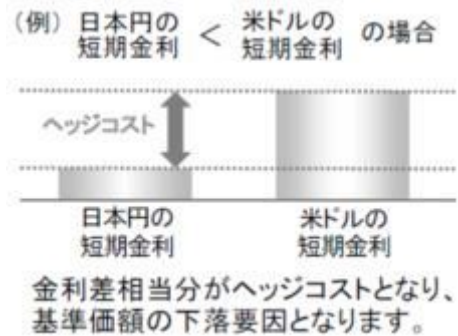 (例) 日本円の短期金利 < 米ドルの短期金利 の場合
ヘッジコスト
日本円の
短期金利
米ドルの
短期金利
金利差相当分がヘッジコストとなり、
基準価額の下落要因となります。